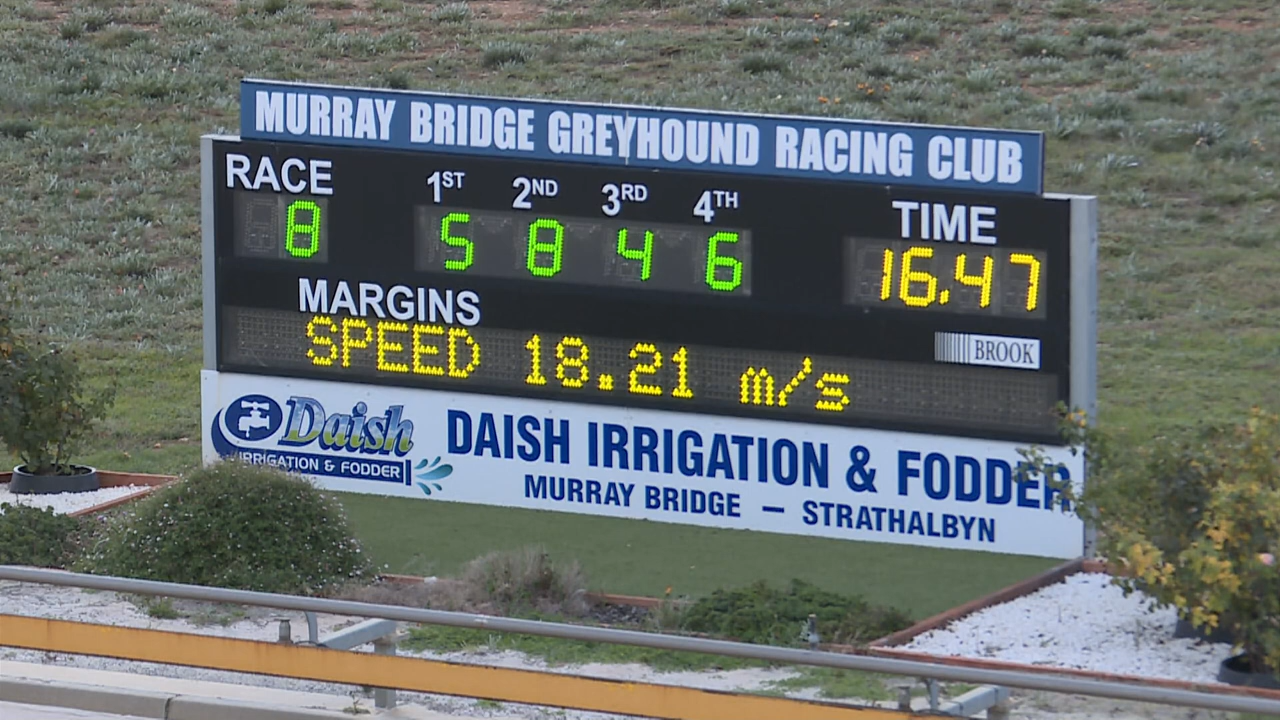 MURRAY BRIDGE GREYHOUND RACING CLUB
RACE 1ST 2ND 3RD 4TH TIME
8 5 8 4 6 16.47
MARGINS
SPEED 18.21 m/s
BROOK
Daish
IRRIGATION & FODDER
DAISH IRRIGATION & FODDER
MURRAY BRIDGE – STRATHALBYN